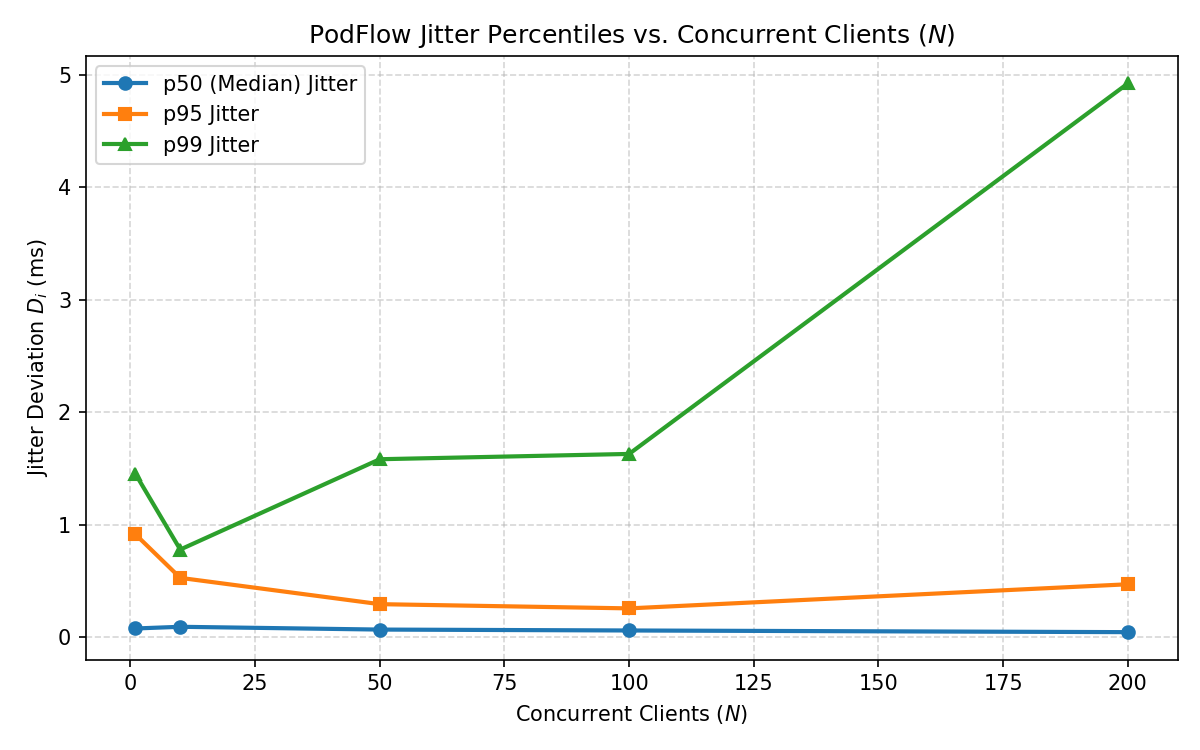 PodFlow Jitter Percentiles vs. Concurrent Clients (N)
p50 (Median) Jitter
p95 Jitter
p99 Jitter
Jitter Deviation Dᵢ (ms)
5
4
3
2
1
0
0 25 50 75 100 125 150 175 200
Concurrent Clients (N)